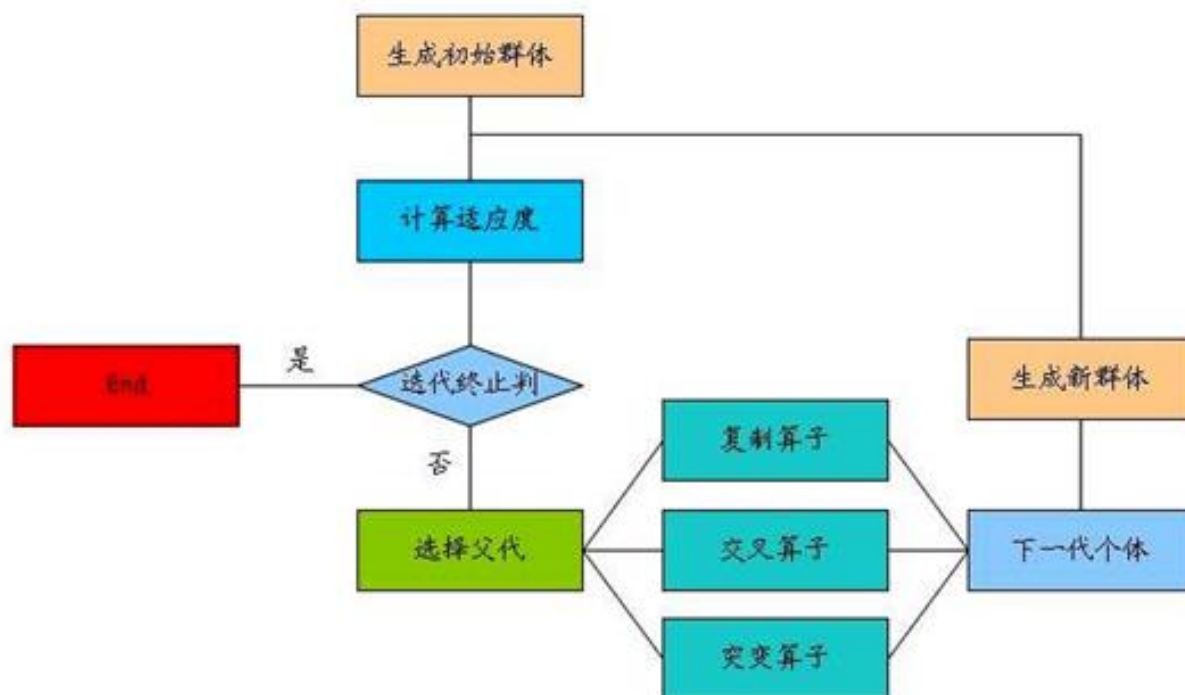 生成初始群体
计算适应度
是
End
迭代终止判
否
选择父代
复制算子
交叉算子
突变算子
下一代个体
生成新群体